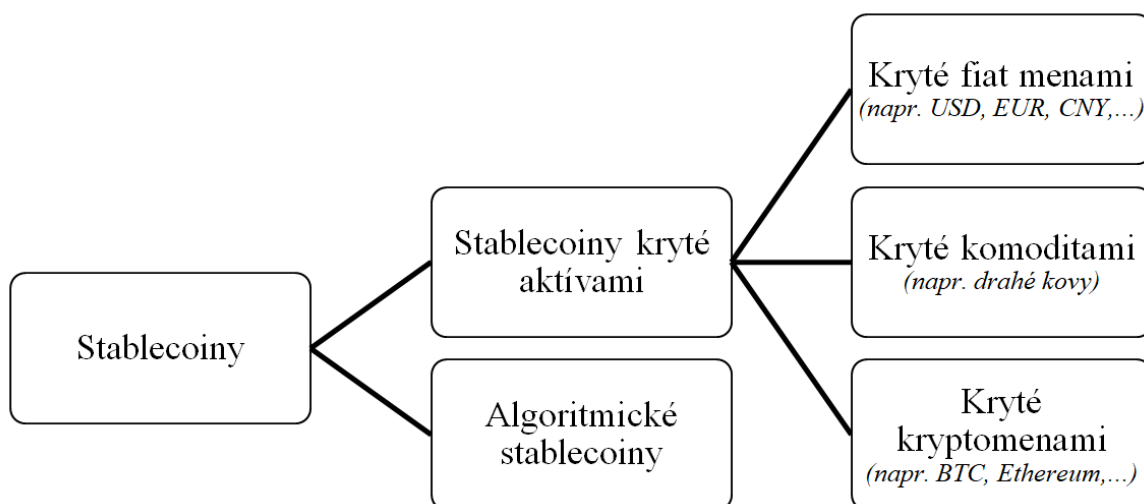 Stablecoiny
Stablecoiny kryté
aktívami
Algoritmické
stablecoiny
Kryté fiat menami
(napr. USD, EUR, CNY,...)
Kryté komoditami
(napr. drahé kovy)
Kryté
kryptomenami
(napr. BTC, Ethereum,...)